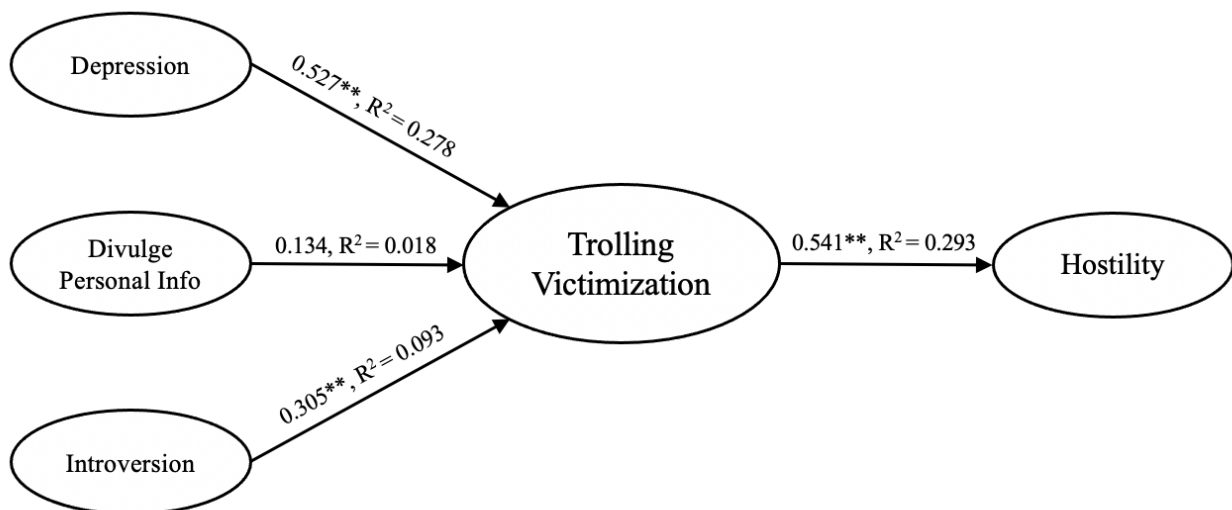 Depression
0.527**, R² = 0.278
Divulge
Personal Info
0.134, R² = 0.018
Trolling
Victimization
0.541**, R² = 0.293
Hostility
0.305**, R² = 0.093
Introversion